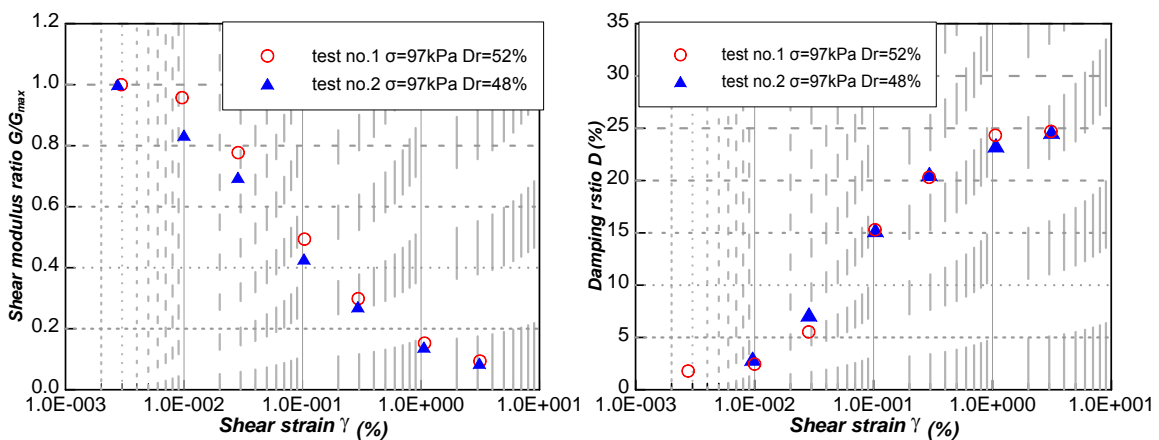 1.2
1.0
0.8
0.6
0.4
0.2
0.0
Shear modulus ratio G/Gmax
test no.1 σ=97kPa Dr=52%
test no.2 σ=97kPa Dr=48%
1.0E-003 1.0E-002 1.0E-001 1.0E+000 1.0E+001
Shear strain γ (%)
35
30
25
20
15
10
5
0
Damping rstio D (%)
test no.1 σ=97kPa Dr=52%
test no.2 σ=97kPa Dr=48%
1.0E-003 1.0E-002 1.0E-001 1.0E+000 1.0E+001
Shear strain γ (%)